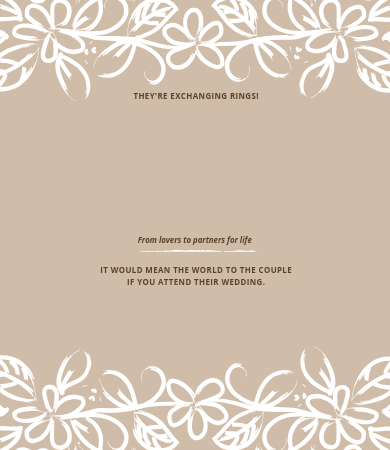 THEY'RE EXCHANGING RINGS!
From lovers to partners for life
IT WOULD MEAN THE WORLD TO THE COUPLE
IF YOU ATTEND THEIR WEDDING.